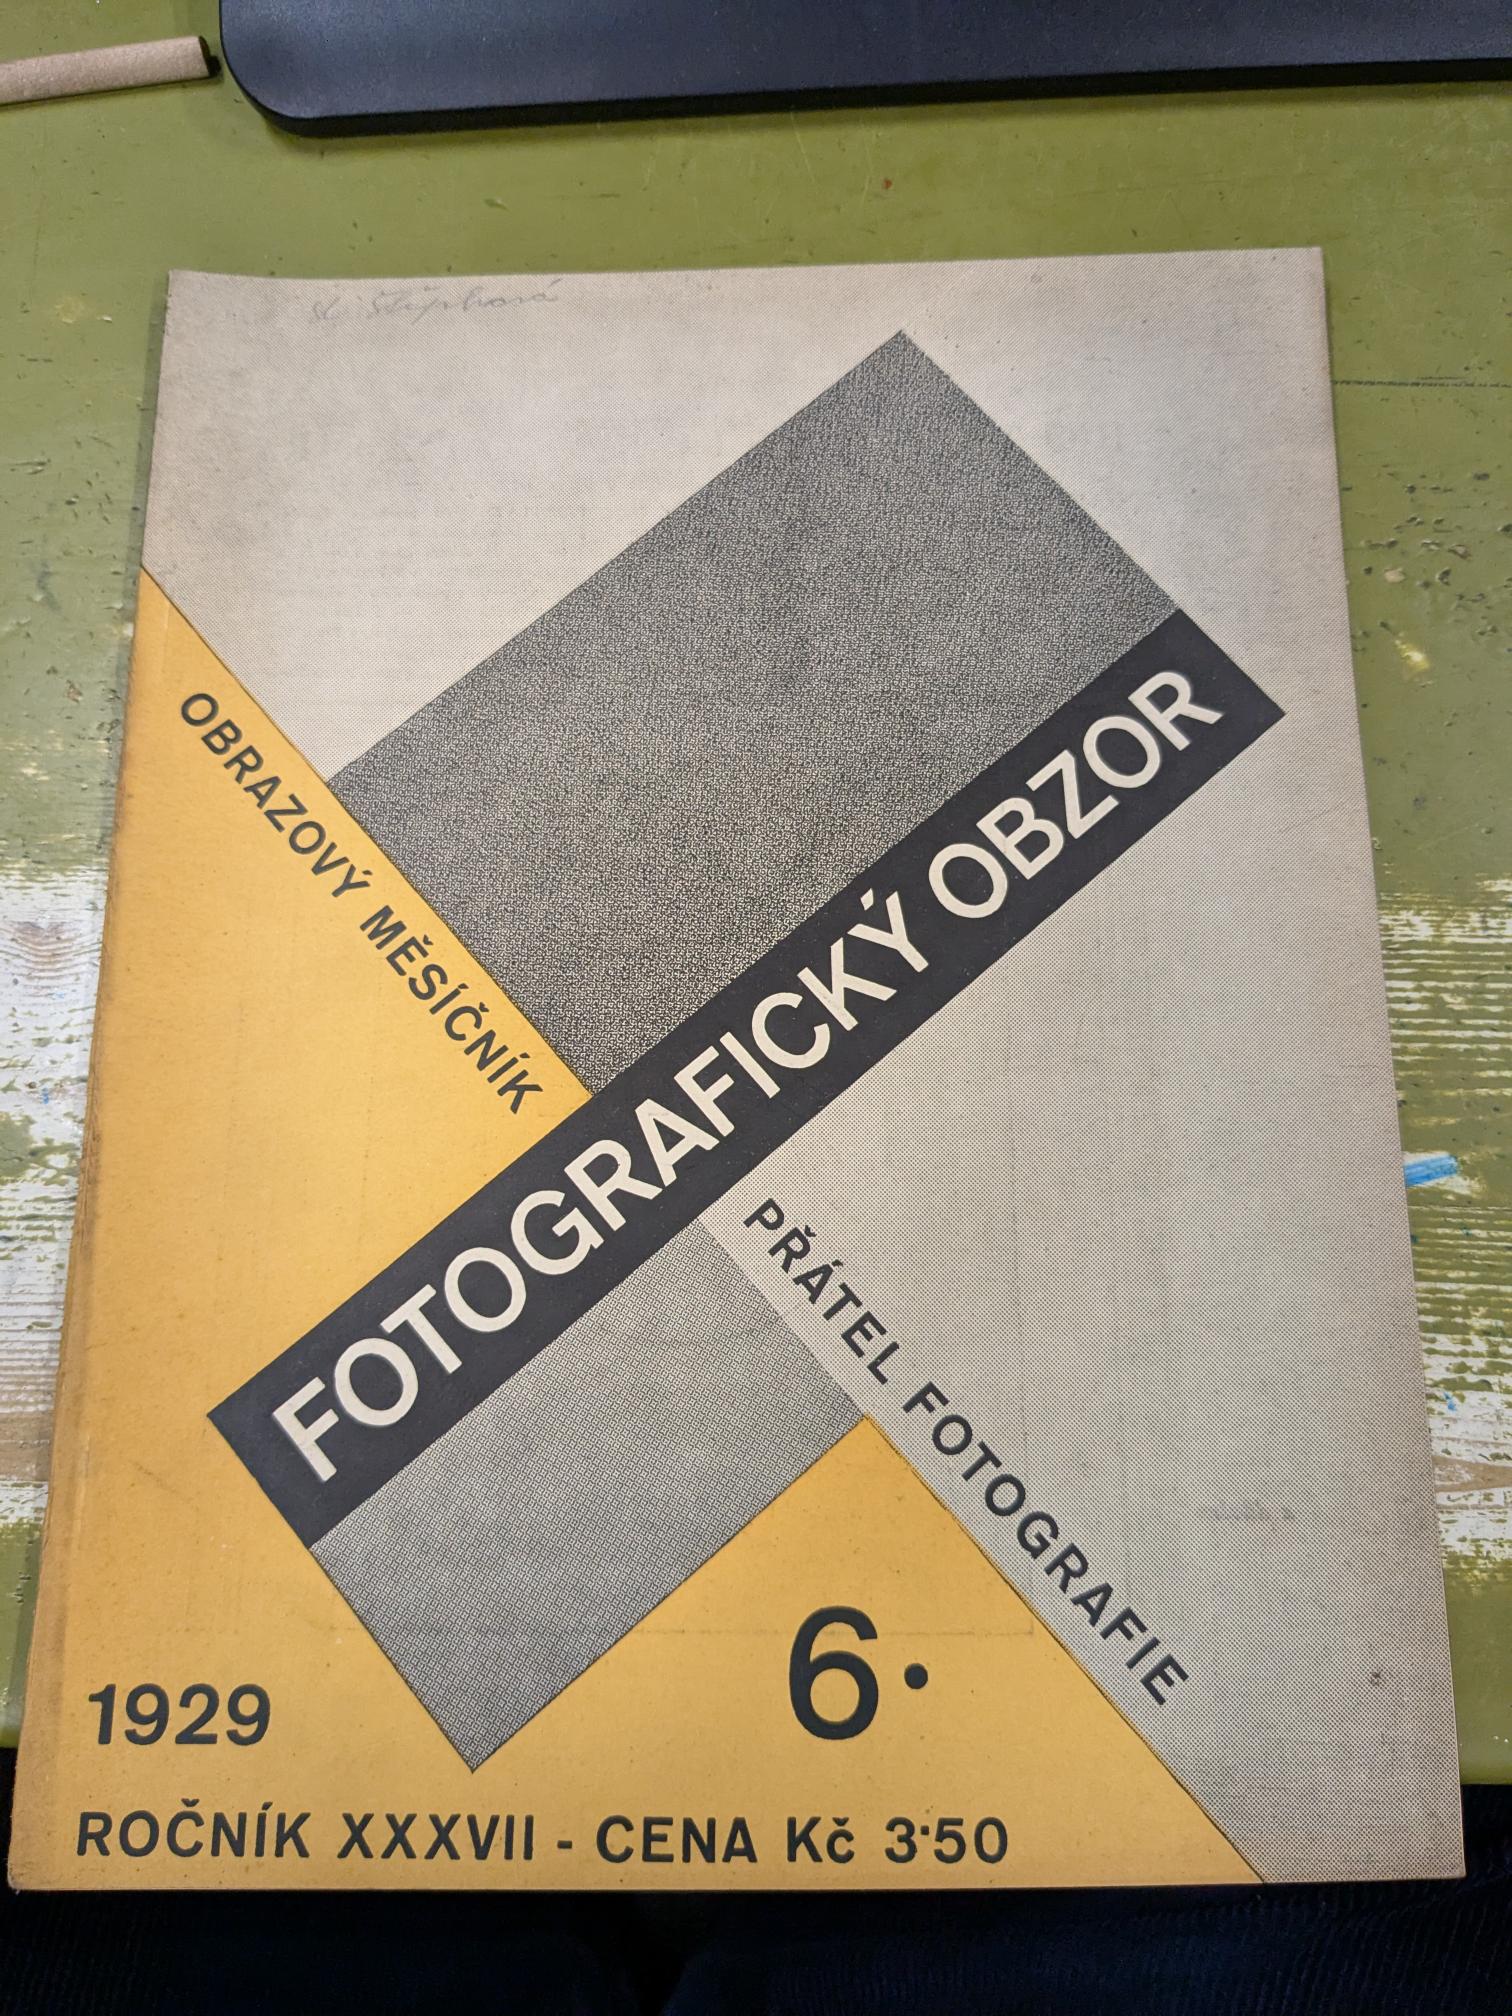 OBRAZOVÝ MĚSÍČNÍK
FOTOGRAFICKÝ OBZOR
PŘÁTEL FOTOGRAFIE
6·
1929
ROČNÍK XXXVII - CENA Kč 3·50